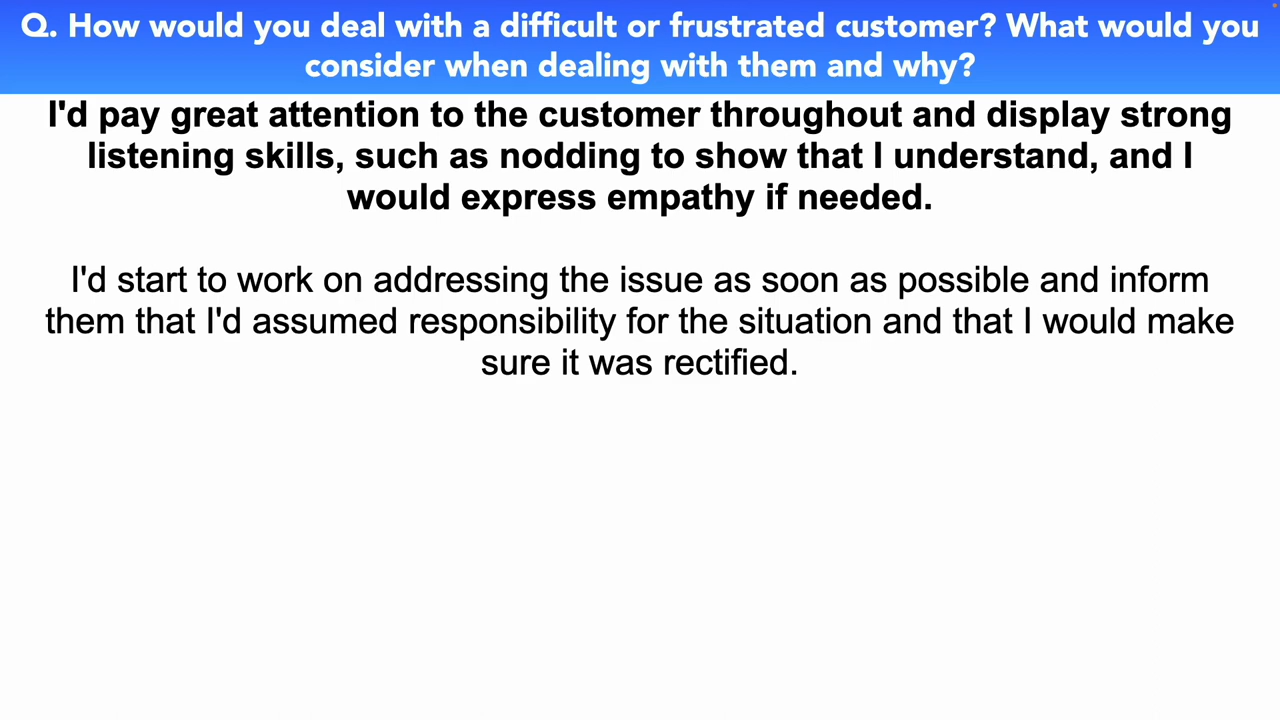 Q. How would you deal with a difficult or frustrated customer? What would you
consider when dealing with them and why?
I'd pay great attention to the customer throughout and display strong
listening skills, such as nodding to show that I understand, and I
would express empathy if needed.
I'd start to work on addressing the issue as soon as possible and inform
them that I'd assumed responsibility for the situation and that I would make
sure it was rectified.